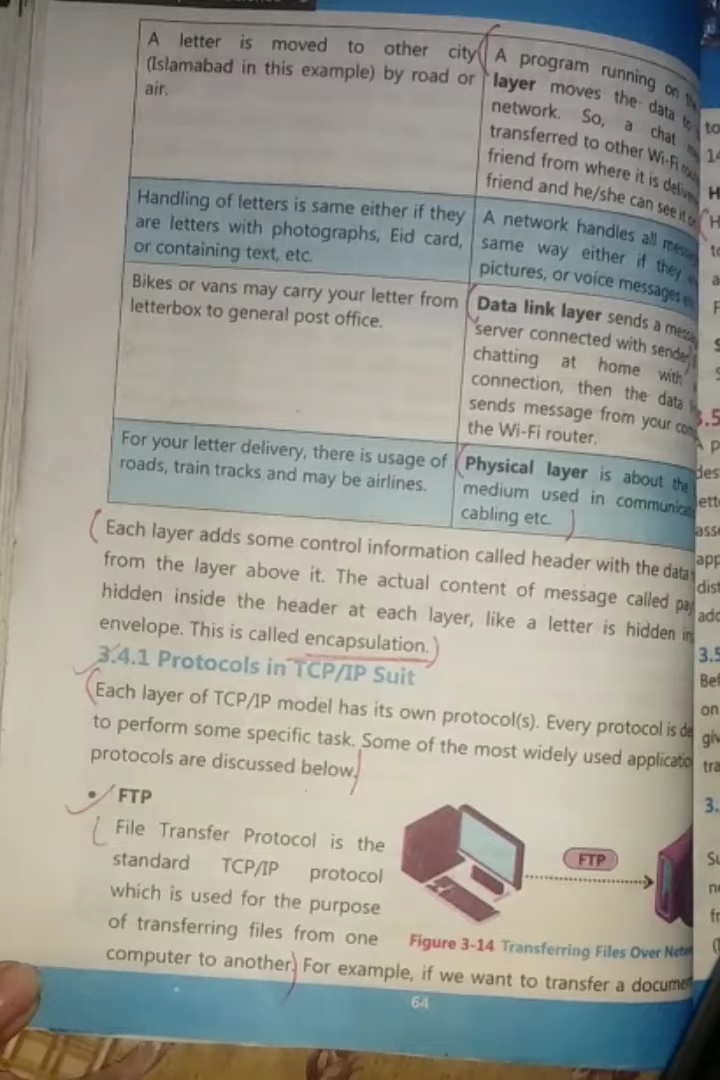 A letter is moved to other city
(Islamabad in this example) by road or
air.
A program running on
layer moves the data to
network. So, a chat
transferred to other Wi-Fi
friend from where it is
friend and he/she can see it
Handling of letters is same either if they
are letters with photographs, Eid card,
or containing text, etc.
A network handles all
same way either if they
pictures, or voice messages
Bikes or vans may carry your letter from
letterbox to general post office.
Data link layer sends a
server connected with sender
chatting at home with
connection, then the data
sends message from your
the Wi-Fi router.
For your letter delivery, there is usage of
roads, train tracks and may be airlines.
Physical layer is about the
medium used in
cabling etc.
Each layer adds some control information called header with the data
from the layer above it. The actual content of message called
hidden inside the header at each layer, like a letter is hidden
envelope. This is called encapsulation.
3.4.1 Protocols in TCP/IP Suit
Each layer of TCP/IP model has its own protocol(s). Every protocol is
to perform some specific task. Some of the most widely used
protocols are discussed below.
• FTP
File Transfer Protocol is the
standard TCP/IP protocol
which is used for the purpose
of transferring files from one
computer to another. For example, if we want to transfer a
FTP
Figure 3-14 Transferring Files Over
64